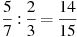 5/7 : 2/3 = 14/15